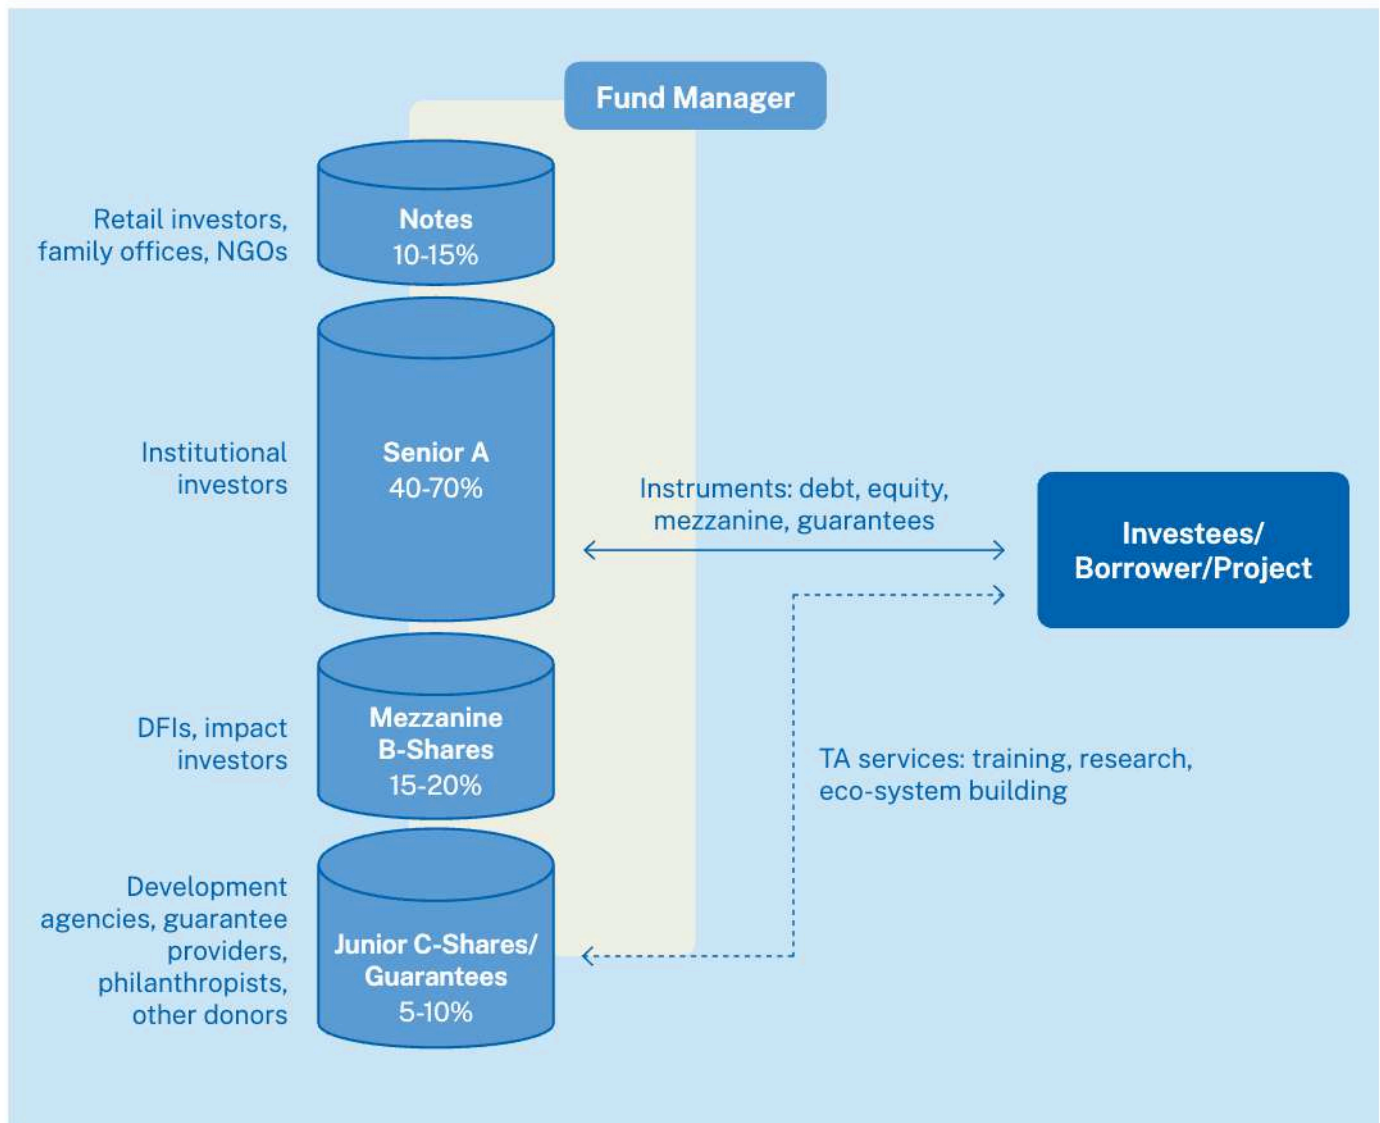 Fund Manager
Retail investors,
family offices, NGOs
Notes
10-15%
Institutional
investors
Senior A
40-70%
Instruments: debt, equity,
mezzanine, guarantees
Investees/
Borrower/Project
DFIs, impact
investors
Mezzanine
B-Shares
15-20%
TA services: training, research,
eco-system building
Development
agencies, guarantee
providers,
philanthropists,
other donors
Junior C-Shares/
Guarantees
5-10%